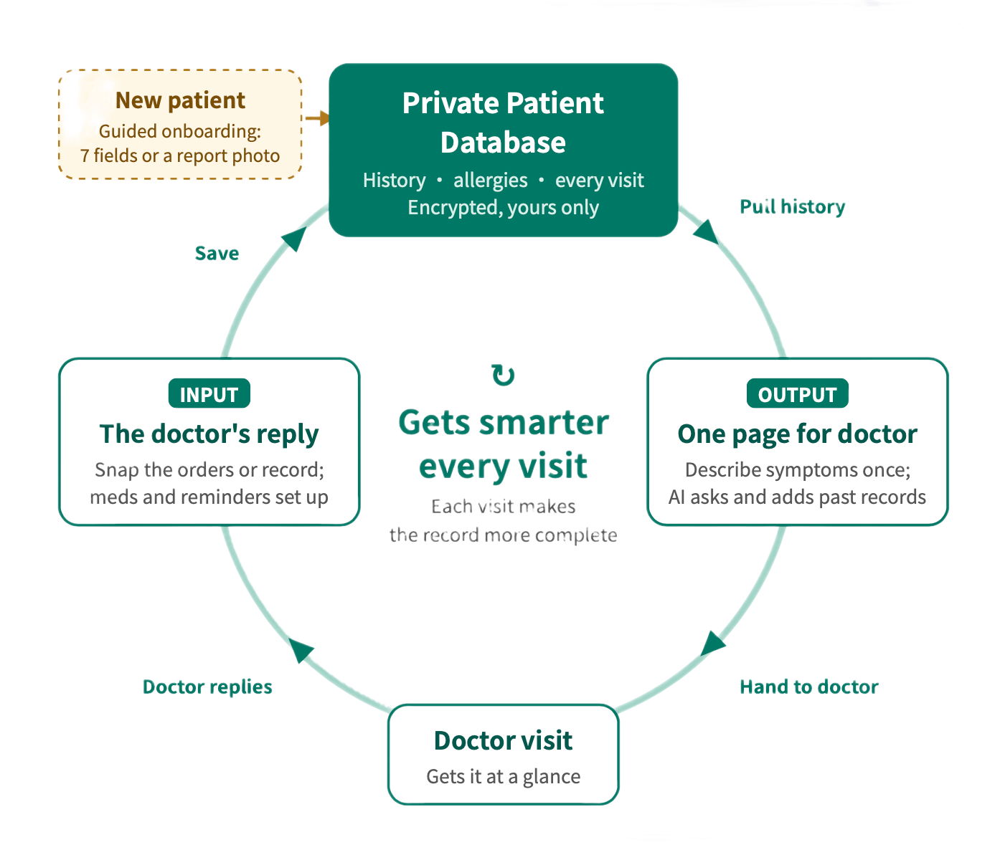 New patient
Guided onboarding:
7 fields or a report photo
Private Patient
Database
History • allergies • every visit
Encrypted, yours only
Pull history
Save
INPUT
The doctor's reply
Snap the orders or record;
meds and reminders set up
↻
Gets smarter
every visit
Each visit makes
the record more complete
OUTPUT
One page for doctor
Describe symptoms once;
AI asks and adds past records
Doctor replies
Hand to doctor
Doctor visit
Gets it at a glance